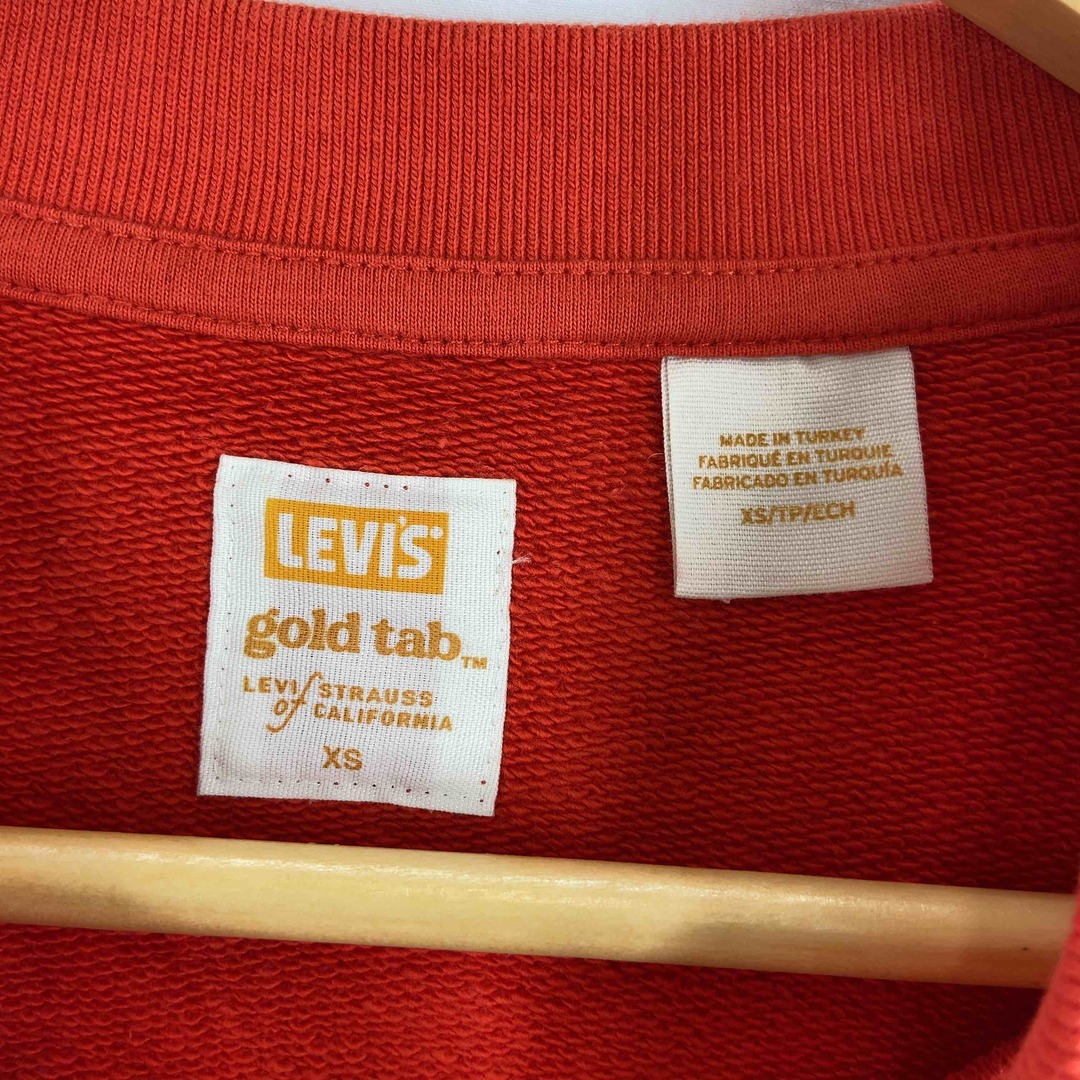 LEVI'S
gold tab™
LEVI STRAUSS
of CALIFORNIA
XS
MADE IN TURKEY
FABRIQUÉ EN TURQUIE
FABRICADO EN TURQUÍA
XS/TP/ECH